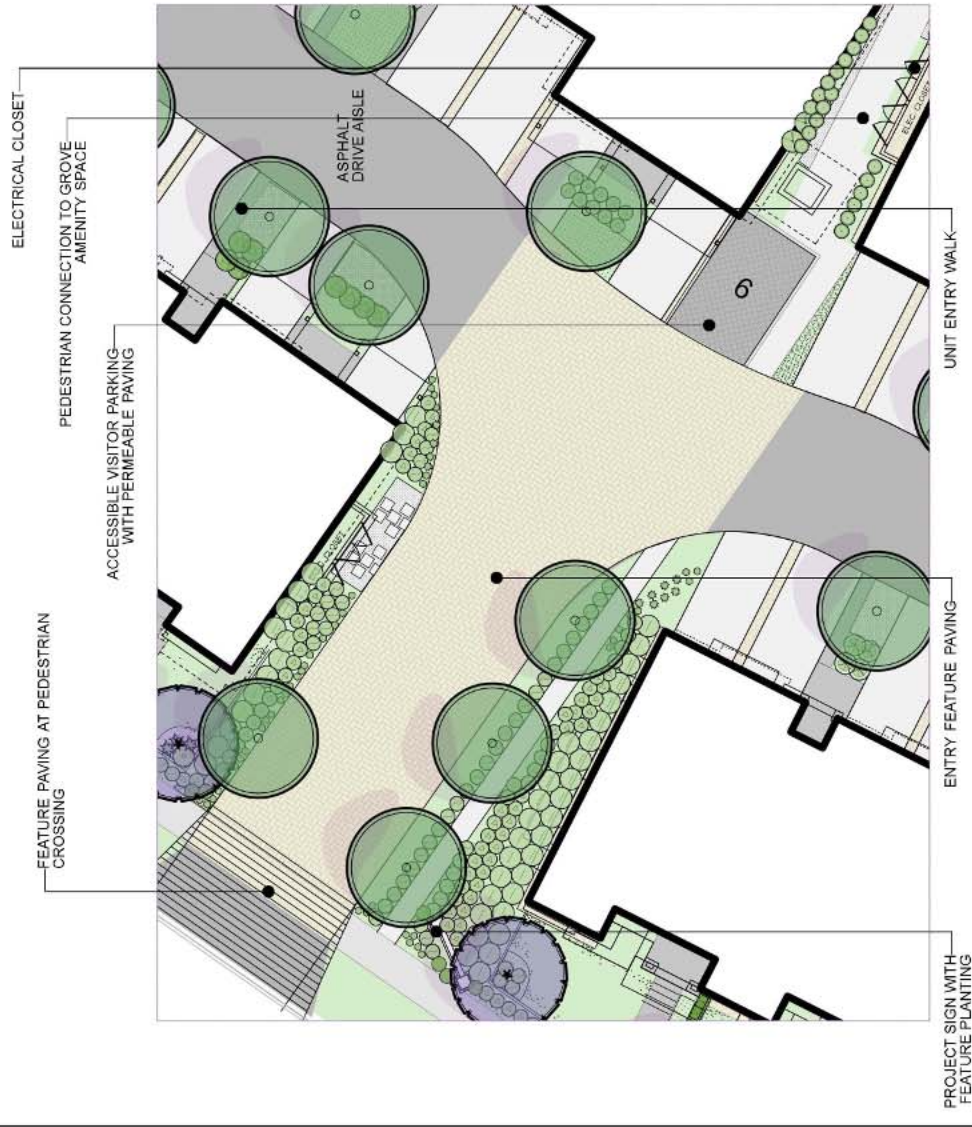 ELECTRICAL CLOSET
PEDESTRIAN CONNECTION TO GROVE
AMENITY SPACE
ACCESSIBLE VISITOR PARKING
WITH PERMEABLE PAVING
FEATURE PAVING AT PEDESTRIAN
CROSSING
ASPHALT
DRIVE AISLE
ELEC. CLOSET
6
UNIT ENTRY WALK
ENTRY FEATURE PAVING
PROJECT SIGN WITH
FEATURE PLANTING